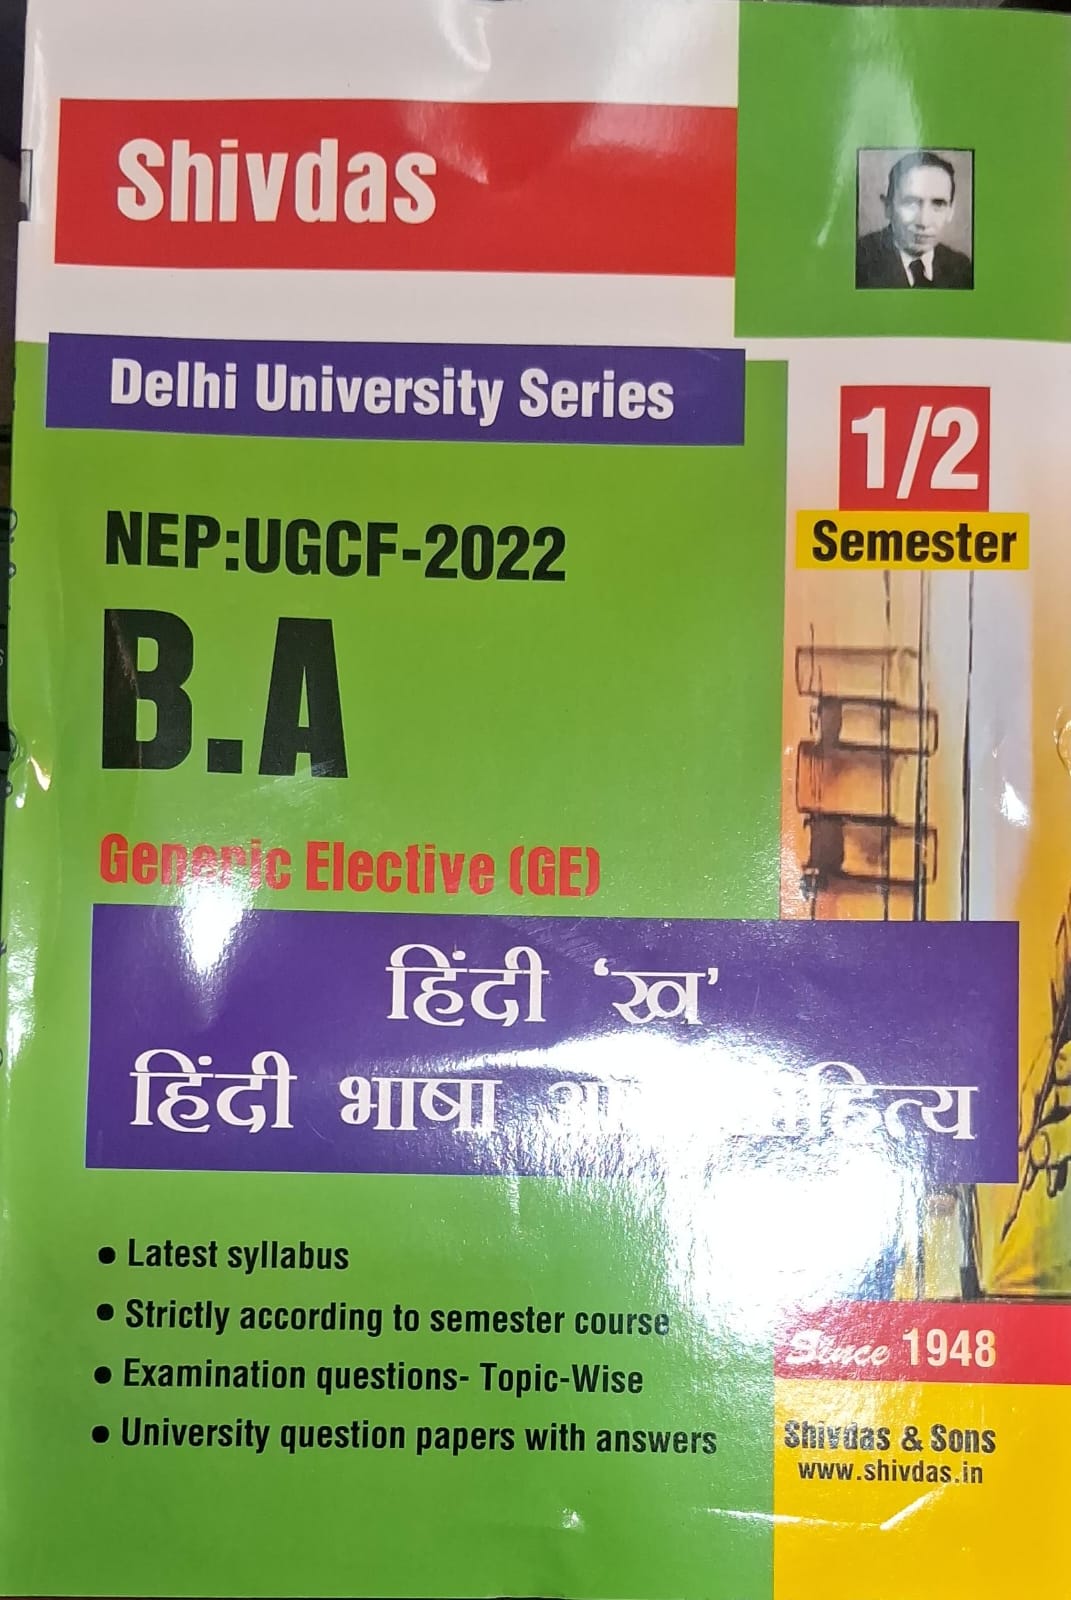 Shivdas
Delhi University Series
1/2
Semester
NEP:UGCF-2022
B.A
Generic Elective (GE)
हिंदी ‘ख’
हिंदी भाषा
• Latest syllabus
• Strictly according to semester course
• Examination questions- Topic-Wise
• University question papers with answers
Since 1948
Shivdas & Sons
www.shivdas.in